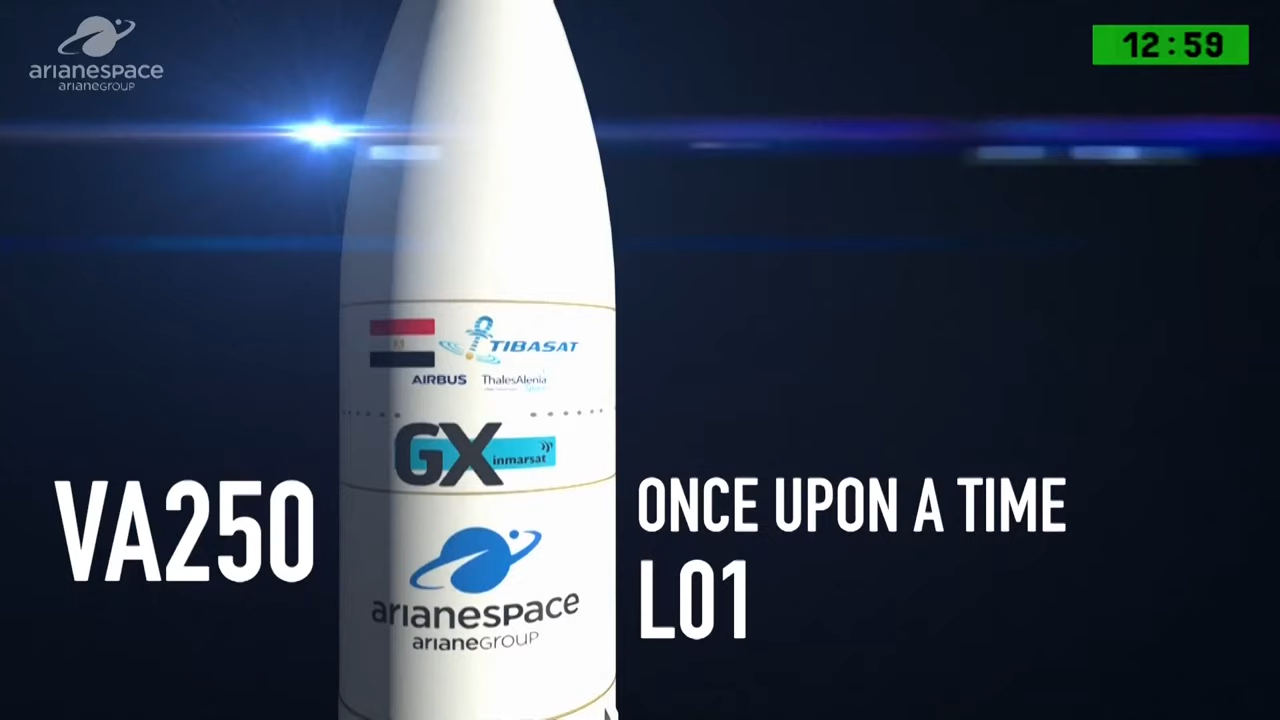 arianespace
arianeGROUP
12:59
TIBASAT
AIRBUS
ThalesAlenia
GX
inmarsat
VA250
ONCE UPON A TIME
L01
arianespace
arianeGROUP